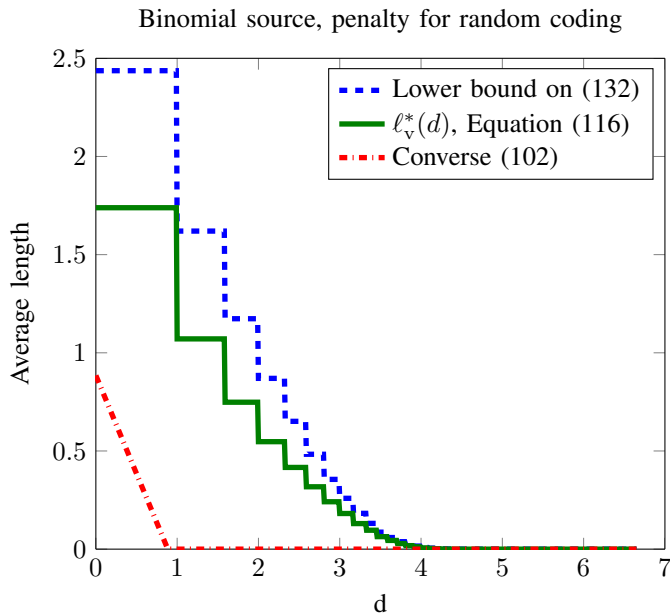 Binomial source, penalty for random coding
2.5
2
1.5
1
0.5
0
Average length
Lower bound on (132)
ℓ*v(d), Equation (116)
Converse (102)
0 1 2 3 4 5 6 7
d